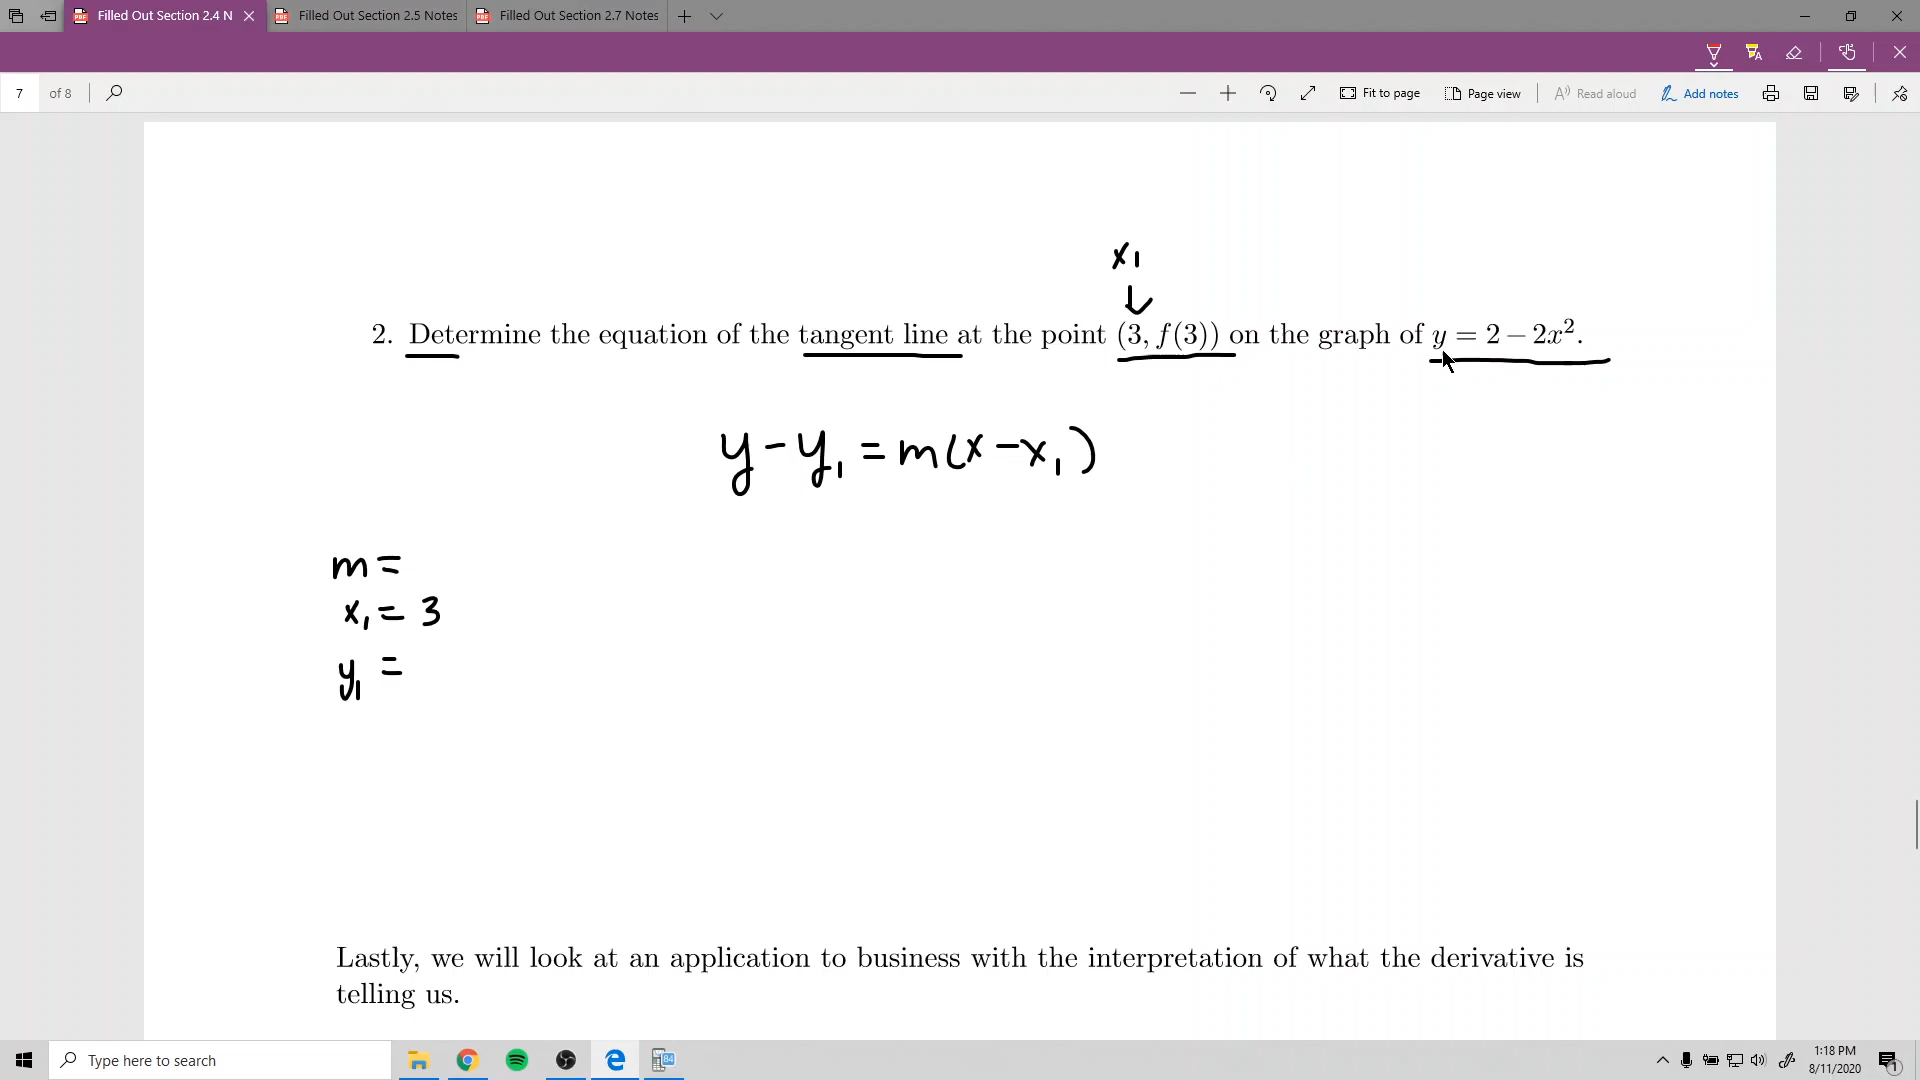 Filled Out Section 2.4 N
Filled Out Section 2.5 Notes
Filled Out Section 2.7 Notes
7 of 8
Fit to page
Page view
Read aloud
Add notes
x₁
↓
2. Determine the equation of the tangent line at the point (3, f(3)) on the graph of y = 2 − 2x².
y − y₁ = m(x − x₁)
m =
x₁ = 3
y₁ =
Lastly, we will look at an application to business with the interpretation of what the derivative is
telling us.
Type here to search
84
1:18 PM
8/11/2020
1